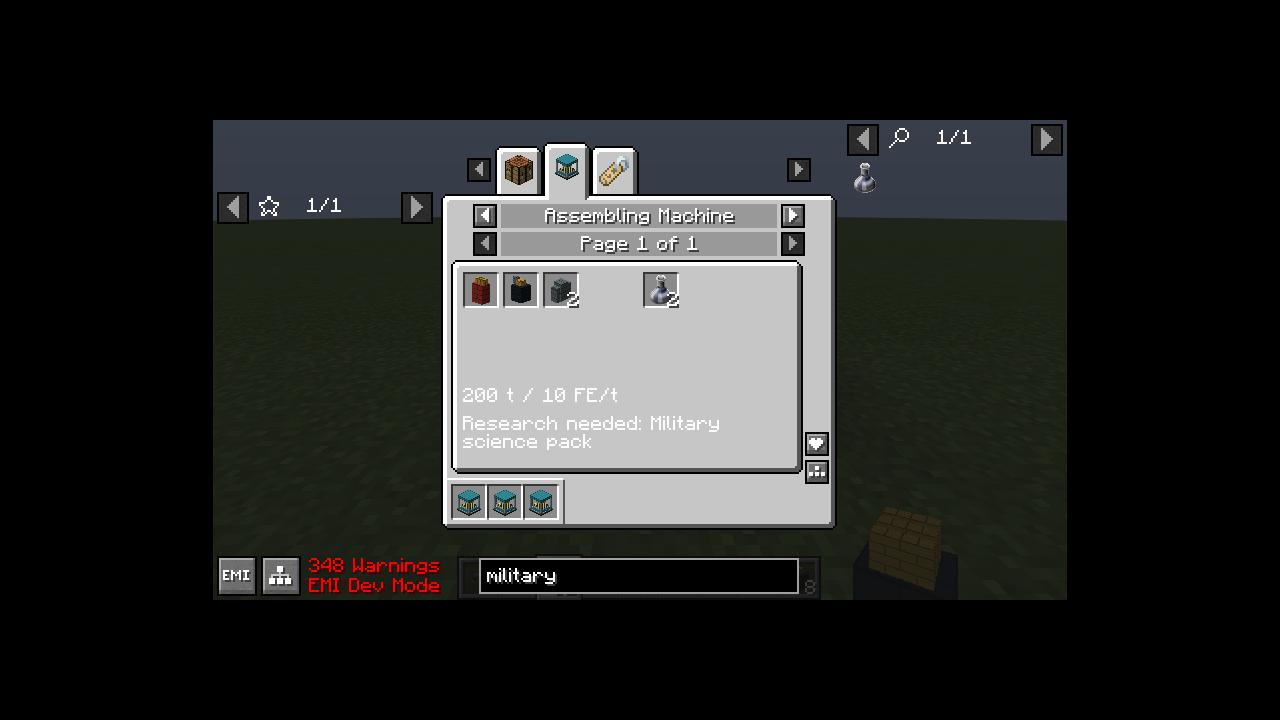 1/1
1/1
Assembling Machine
Page 1 of 1
2
2
200 t / 10 FE/t
Research needed: Military
science pack
EMI
348 Warnings
EMI Dev Mode
military
8